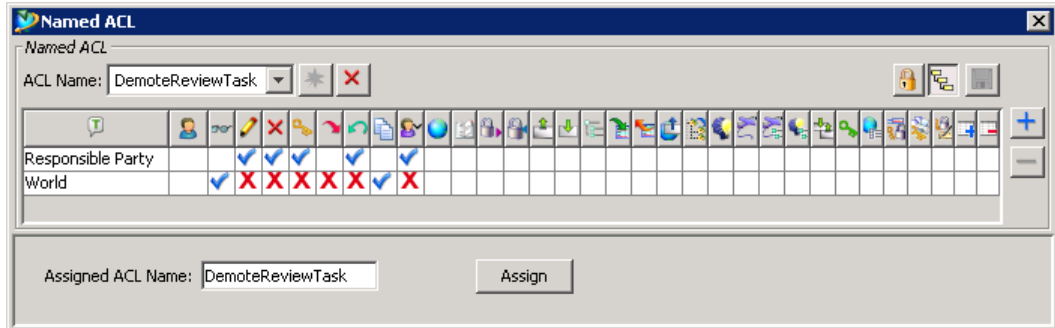 Named ACL
Named ACL
ACL Name: DemoteReviewTask
Responsible Party
World
Assigned ACL Name: DemoteReviewTask Assign